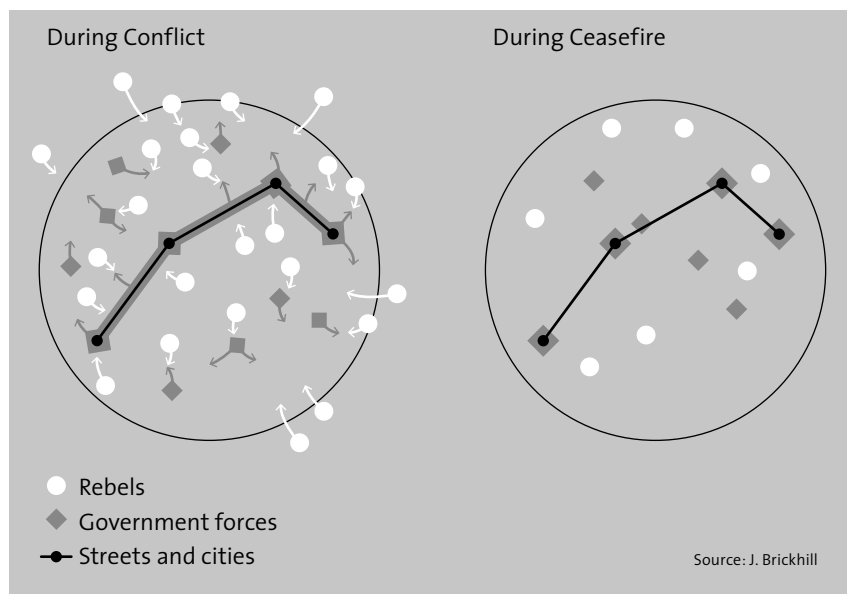 During Conflict
During Ceasefire
Rebels
Government forces
Streets and cities
Source: J. Brickhill